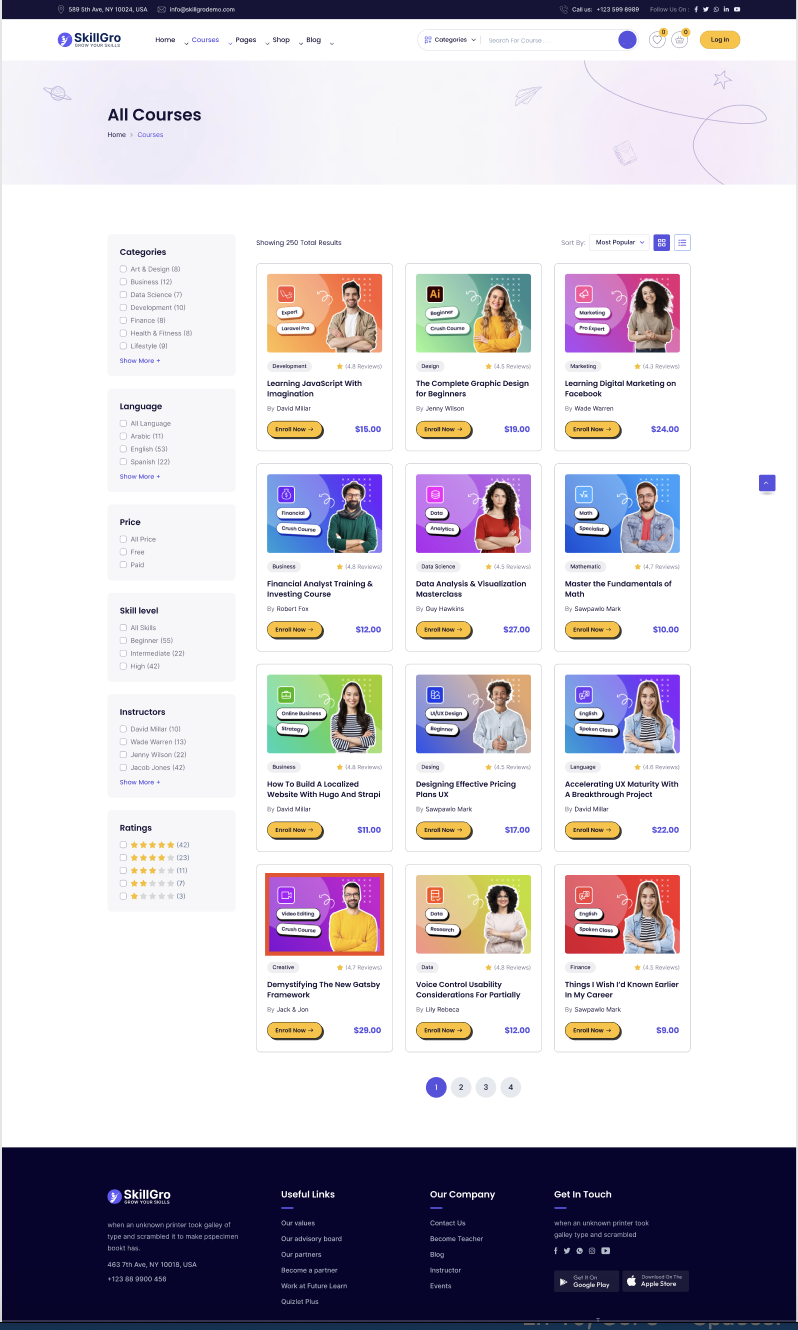 589 5th Ave, NY 10024, USA
info@skillgrodemo.com
Call us: +123 599 8989
Follow Us On :
SkillGro
GROW YOUR SKILLS
Home
Courses
Pages
Shop
Blog
Categories
Search For Course . . .
0
0
Log in
All Courses
Home > Courses
Categories
Art & Design (8)
Business (12)
Data Science (7)
Development (10)
Finance (8)
Health & Fitness (8)
Lifestyle (9)
Show More +
Language
All Language
Arabic (11)
English (53)
Spanish (22)
Show More +
Price
All Price
Free
Paid
Skill level
All Skills
Beginner (55)
Intermediate (22)
High (42)
Instructors
David Millar (10)
Wade Warren (13)
Jenny Wilson (22)
Jacob Jones (42)
Show More +
Ratings
(42)
(23)
(11)
(7)
(3)
Showing 250 Total Results
Sort By:
Most Popular
Expert
Laravel Pro
Development
(4.8 Reviews)
Learning JavaScript With
Imagination
By David Millar
Enroll Now →
$15.00
Ai
Beginner
Crush Course
Design
(4.5 Reviews)
The Complete Graphic Design
for Beginners
By Jenny Wilson
Enroll Now →
$19.00
Marketing
Pro Expert
Marketing
(4.3 Reviews)
Learning Digital Marketing on
Facebook
By Wade Warren
Enroll Now →
$24.00
Financial
Crush Course
Business
(4.8 Reviews)
Financial Analyst Training &
Investing Course
By Robert Fox
Enroll Now →
$12.00
Data
Analytics
Data Science
(4.5 Reviews)
Data Analysis & Visualization
Masterclass
By Guy Hawkins
Enroll Now →
$27.00
√x
Math
Specialist
Mathematic
(4.7 Reviews)
Master the Fundamentals of
Math
By Sawpawlo Mark
Enroll Now →
$10.00
Online Business
Strategy
Business
(4.8 Reviews)
How To Build A Localized
Website With Hugo And Strapi
By David Millar
Enroll Now →
$11.00
UI/UX Design
Beginner
Desing
(4.5 Reviews)
Designing Effective Pricing
Plans UX
By Sawpawlo Mark
Enroll Now →
$17.00
English
Spoken Class
Language
(4.6 Reviews)
Accelerating UX Maturity With
A Breakthrough Project
By David Millar
Enroll Now →
$22.00
Video Editing
Crush Course
Creative
(4.7 Reviews)
Demystifying The New Gatsby
Framework
By Jack & Jon
Enroll Now →
$29.00
Data
Research
Data
(4.8 Reviews)
Voice Control Usability
Considerations For Partially
By Lily Rebeca
Enroll Now →
$12.00
English
Spoken Class
Finance
(4.5 Reviews)
Things I Wish I'd Known Earlier
In My Career
By Sawpawlo Mark
Enroll Now →
$9.00
1 2 3 4
SkillGro
GROW YOUR SKILLS
when an unknown printer took galley of
type and scrambled it to make pspecimen
bookt has.
463 7th Ave, NY 10018, USA
+123 88 9900 456
Useful Links
Our values
Our advisory board
Our partners
Become a partner
Work at Future Learn
Quizlet Plus
Our Company
Contact Us
Become Teacher
Blog
Instructor
Events
Get In Touch
when an unknown printer took
galley type and scrambled
Get It On
Google Play
Download On The
Apple Store